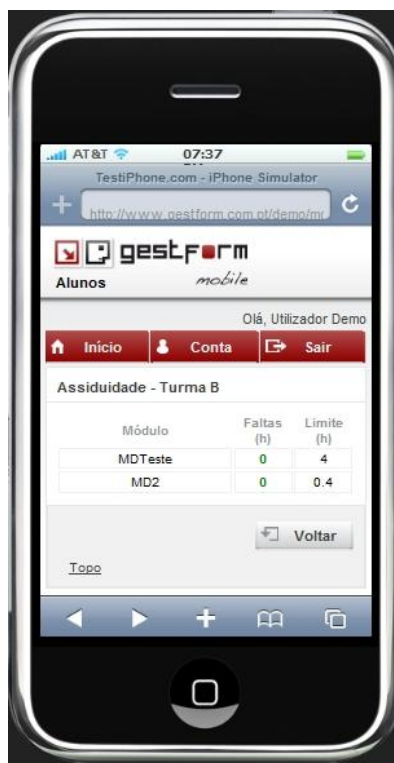 AT&T 07:37
TestiPhone.com - iPhone Simulator
http://www.gestform.com.pt/demo/m
gestform
mobile
Alunos
Olá, Utilizador Demo
Início Conta Sair
Assiduidade - Turma B
Módulo Faltas (h) Limite (h)
MDTeste 0 4
MD2 0 0.4
Voltar
Topo